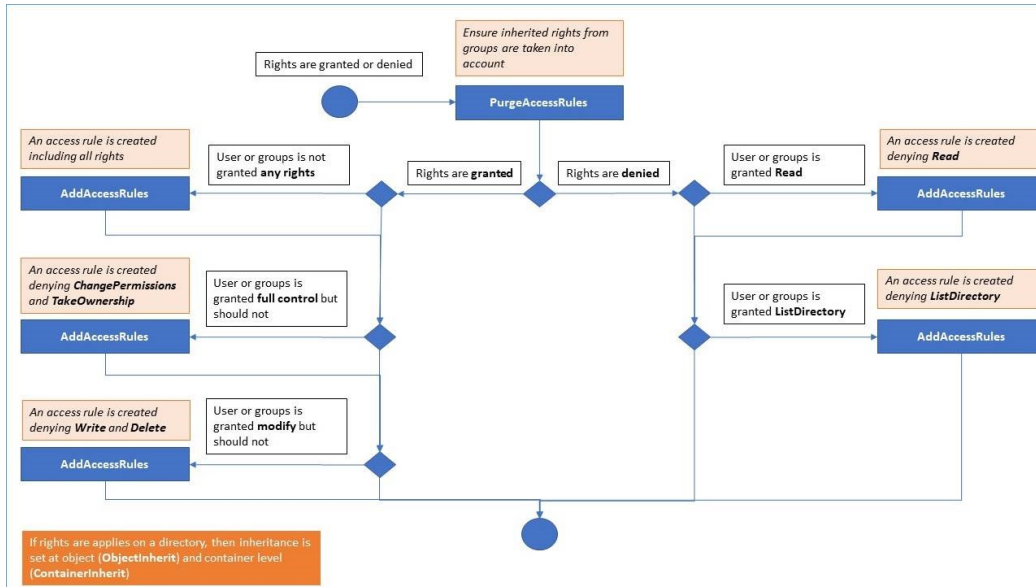 Ensure inherited rights from
groups are taken into
account
Rights are granted or denied
PurgeAccessRules
An access rule is created
including all rights
User or groups is not
granted any rights
Rights are granted
Rights are denied
User or groups is
granted Read
An access rule is created
denying Read
AddAccessRules
AddAccessRules
An access rule is created
denying ChangePermissions
and TakeOwnership
User or groups is
granted full control but
should not
User or groups is
granted ListDirectory
An access rule is created
denying ListDirectory
AddAccessRules
AddAccessRules
An access rule is created
denying Write and Delete
User or groups is
granted modify but
should not
AddAccessRules
If rights are applies on a directory, then inheritance is
set at object (ObjectInherit) and container level
(ContainerInherit)